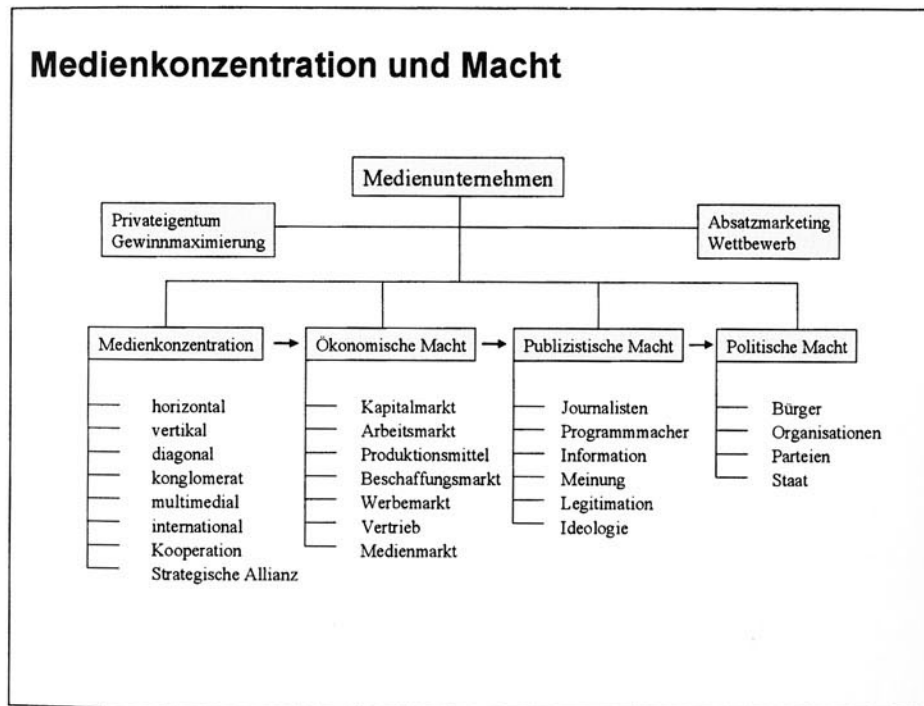 Medienkonzentration und Macht
Medienunternehmen
Privateigentum
Gewinnmaximierung
Absatzmarketing
Wettbewerb
Medienkonzentration
horizontal
vertikal
diagonal
konglomerat
multimedial
international
Kooperation
Strategische Allianz
Ökonomische Macht
Kapitalmarkt
Arbeitsmarkt
Produktionsmittel
Beschaffungsmarkt
Werbemarkt
Vertrieb
Medienmarkt
Publizistische Macht
Journalisten
Programmmacher
Information
Meinung
Legitimation
Ideologie
Politische Macht
Bürger
Organisationen
Parteien
Staat